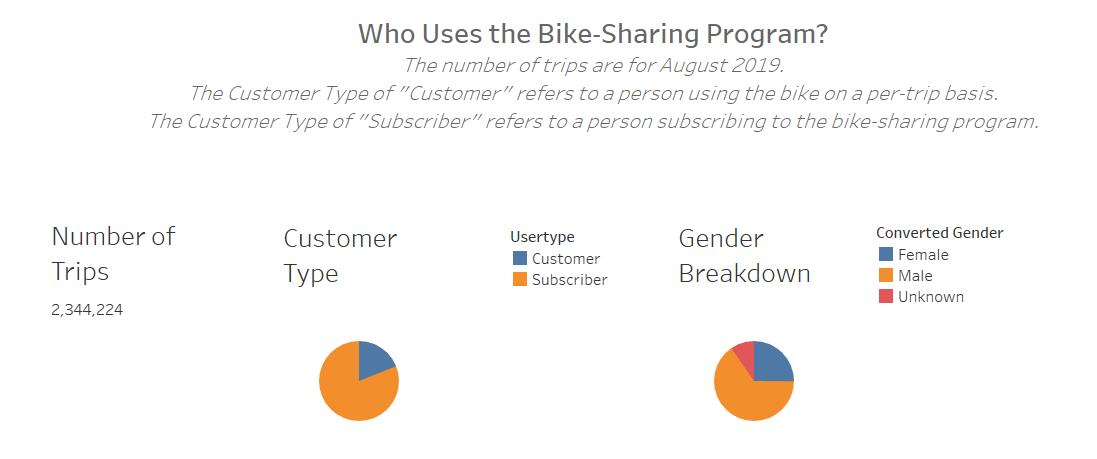 Who Uses the Bike-Sharing Program?
The number of trips are for August 2019.
The Customer Type of "Customer" refers to a person using the bike on a per-trip basis.
The Customer Type of "Subscriber" refers to a person subscribing to the bike-sharing program.
Number of
Trips
2,344,224
Customer
Type
Usertype
Customer
Subscriber
Gender
Breakdown
Converted Gender
Female
Male
Unknown